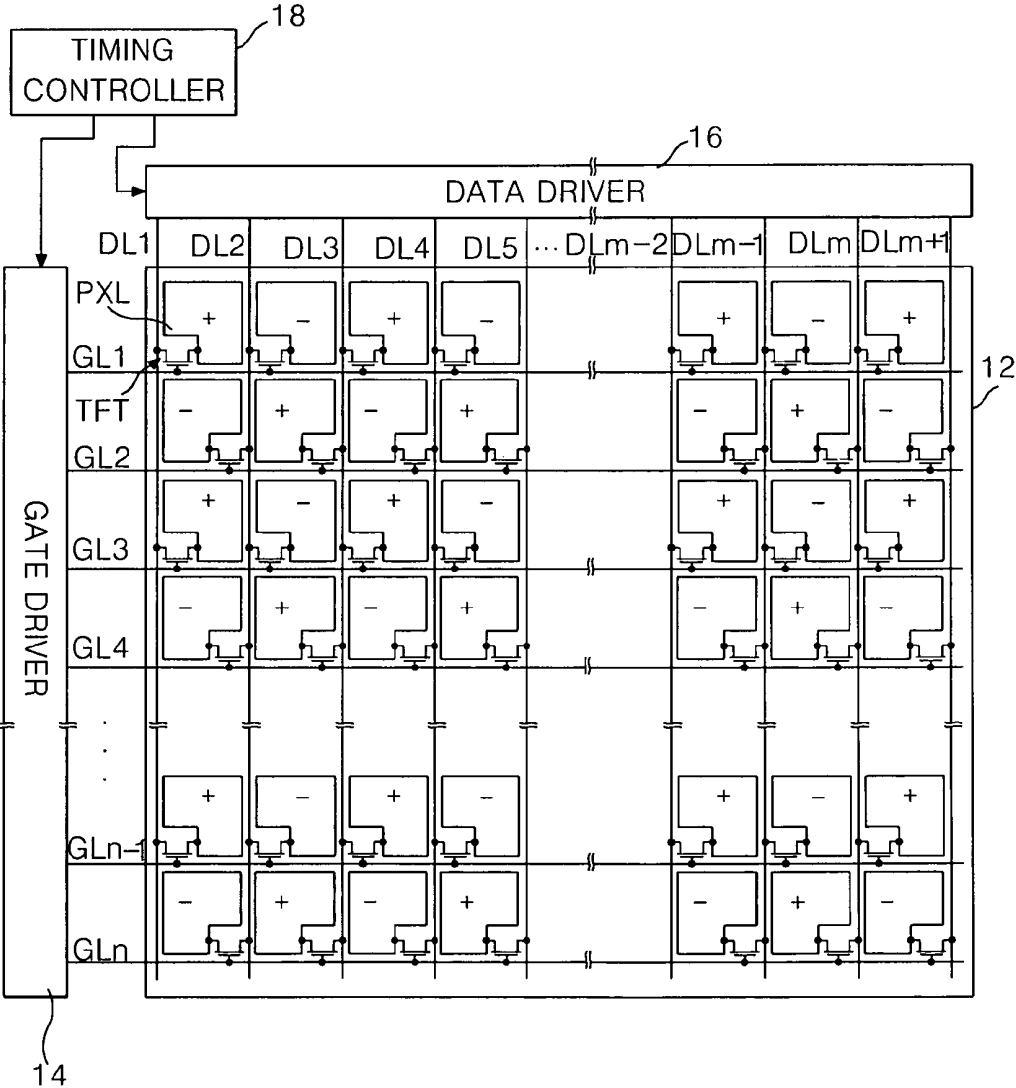 18
TIMING
CONTROLLER
16
DATA DRIVER
DL1 DL2 DL3 DL4 DL5 ... DLm-2 DLm-1 DLm DLm+1
PXL
+ - + - + - +
GL1
12
TFT
- + - + - + -
GL2
+ - + - + - +
GL3
- + - + - + -
GL4
GATE DRIVER
+ - + - + - +
GLn-1
- + - + - + -
GLn
14